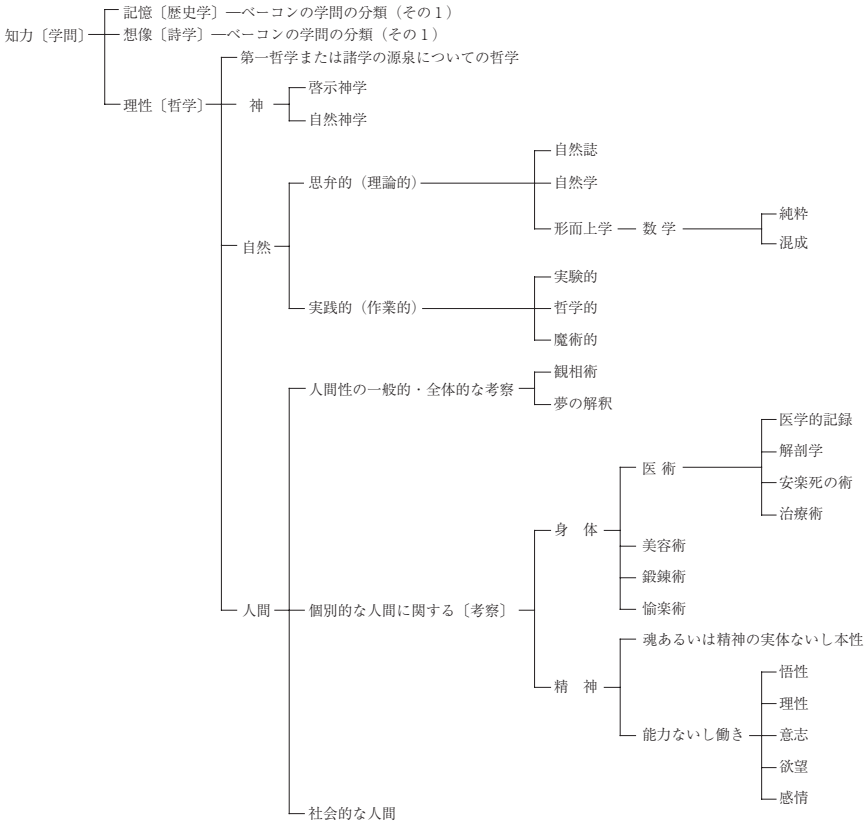 記憶〔歴史学〕―ベーコンの学問の分類（その１）
知力〔学問〕
想像〔詩学〕―ベーコンの学問の分類（その１）
第一哲学または諸学の源泉についての哲学
啓示神学
理性〔哲学〕
神
自然神学
自然誌
思弁的（理論的）
自然学
純粋
形而上学
数 学
混成
自然
実験的
実践的（作業的）
哲学的
魔術的
観相術
人間性の一般的・全体的な考察
夢の解釈
医学的記録
解剖学
医 術
安楽死の術
治療術
身　体
美容術
鍛錬術
愉楽術
人間
個別的な人間に関する〔考察〕
魂あるいは精神の実体ないし本性
悟性
精　神
理性
能力ないし働き
意志
欲望
感情
社会的な人間